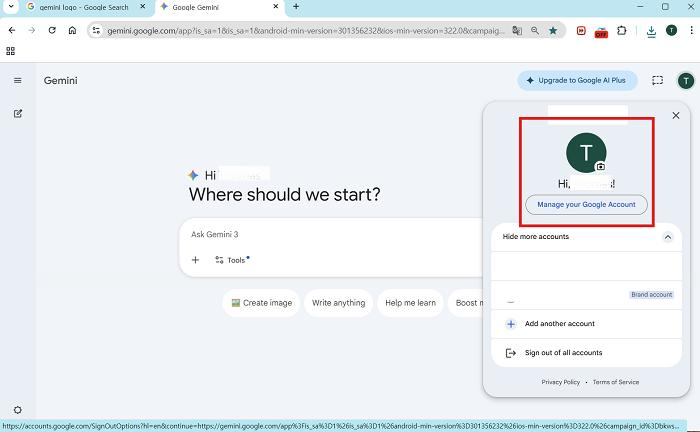 gemini logo - Google Search
Google Gemini
gemini.google.com/app?is_sa=1&is_sa=1&android-min-version=301356232&ios-min-version=322.0&campaig...
OFF
T
Gemini
Upgrade to Google AI Plus
T
T
Hi
Where should we start?
Hi, s!
Manage your Google Account
Ask Gemini 3
Tools
Hide more accounts
Brand account
Create image
Write anything
Help me learn
Boost m
Add another account
Sign out of all accounts
Privacy Policy • Terms of Service
https://accounts.google.com/SignOutOptions?hl=en&continue=https://gemini.google.com/app%3Fis_sa%3D1%26is_sa%3D1%26android-min-version%3D301356232%26ios-min-version%3D322.0%26campaign_id%3Dbkws...